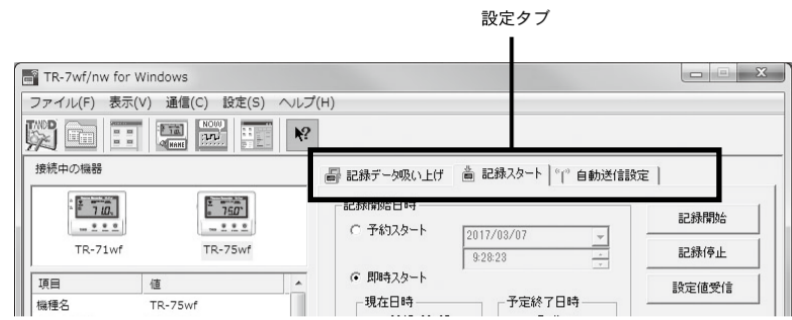 設定タブ
TR-7wf/nw for Windows
ファイル(F) 表示(V) 通信(C) 設定(S) ヘルプ(H)
TAND
NAME
NOW
接続中の機器
記録データ吸い上げ 記録スタート 自動送信設定
記録開始日時
予約スタート
2017/03/07
9:28:23
即時スタート
現在日時
予定終了日時
記録開始
記録停止
設定値受信
TR-71wf
TR-75wf
項目 値
機種名 TR-75wf